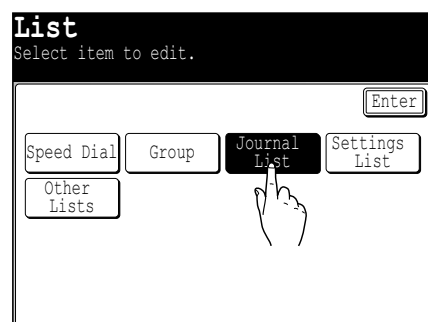 List
Select item to edit.
Enter
Speed Dial Group Journal List Settings List
Other Lists